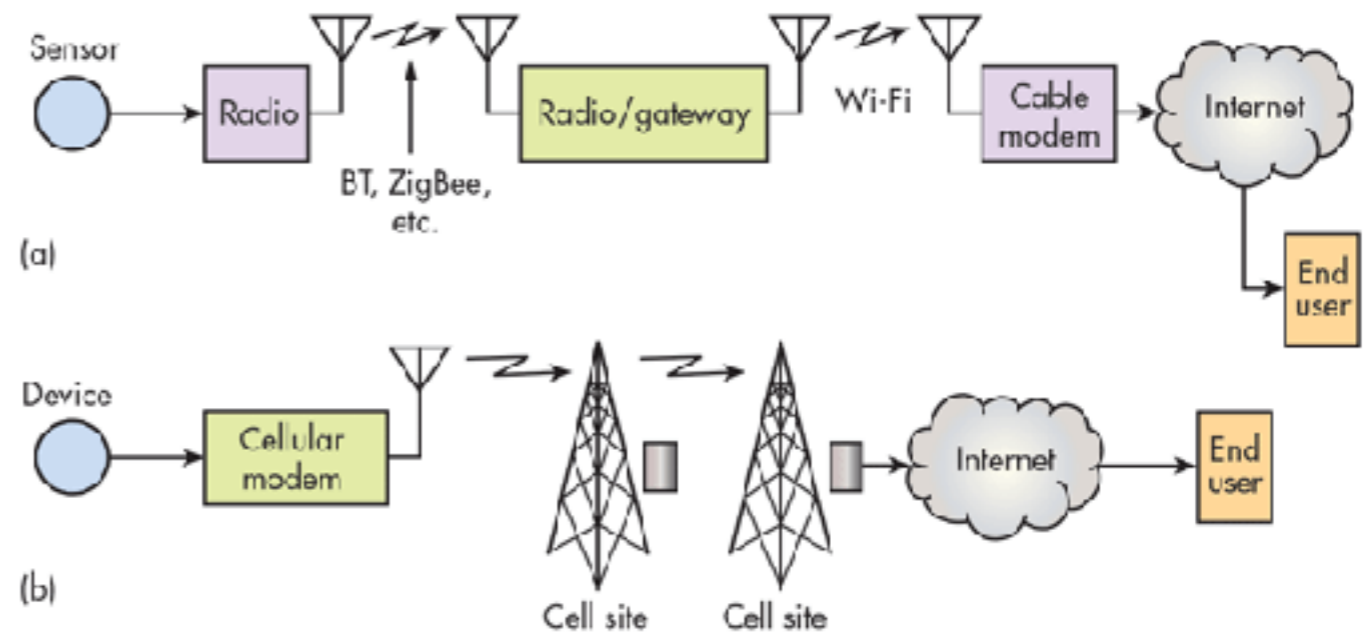 Sensor
Radio
BT, ZigBee,
etc.
Radio/gateway
Wi-Fi
Cable
modem
Internet
End
user
(a)
Device
Cellular
modem
Cell site
Cell site
Internet
End
user
(b)